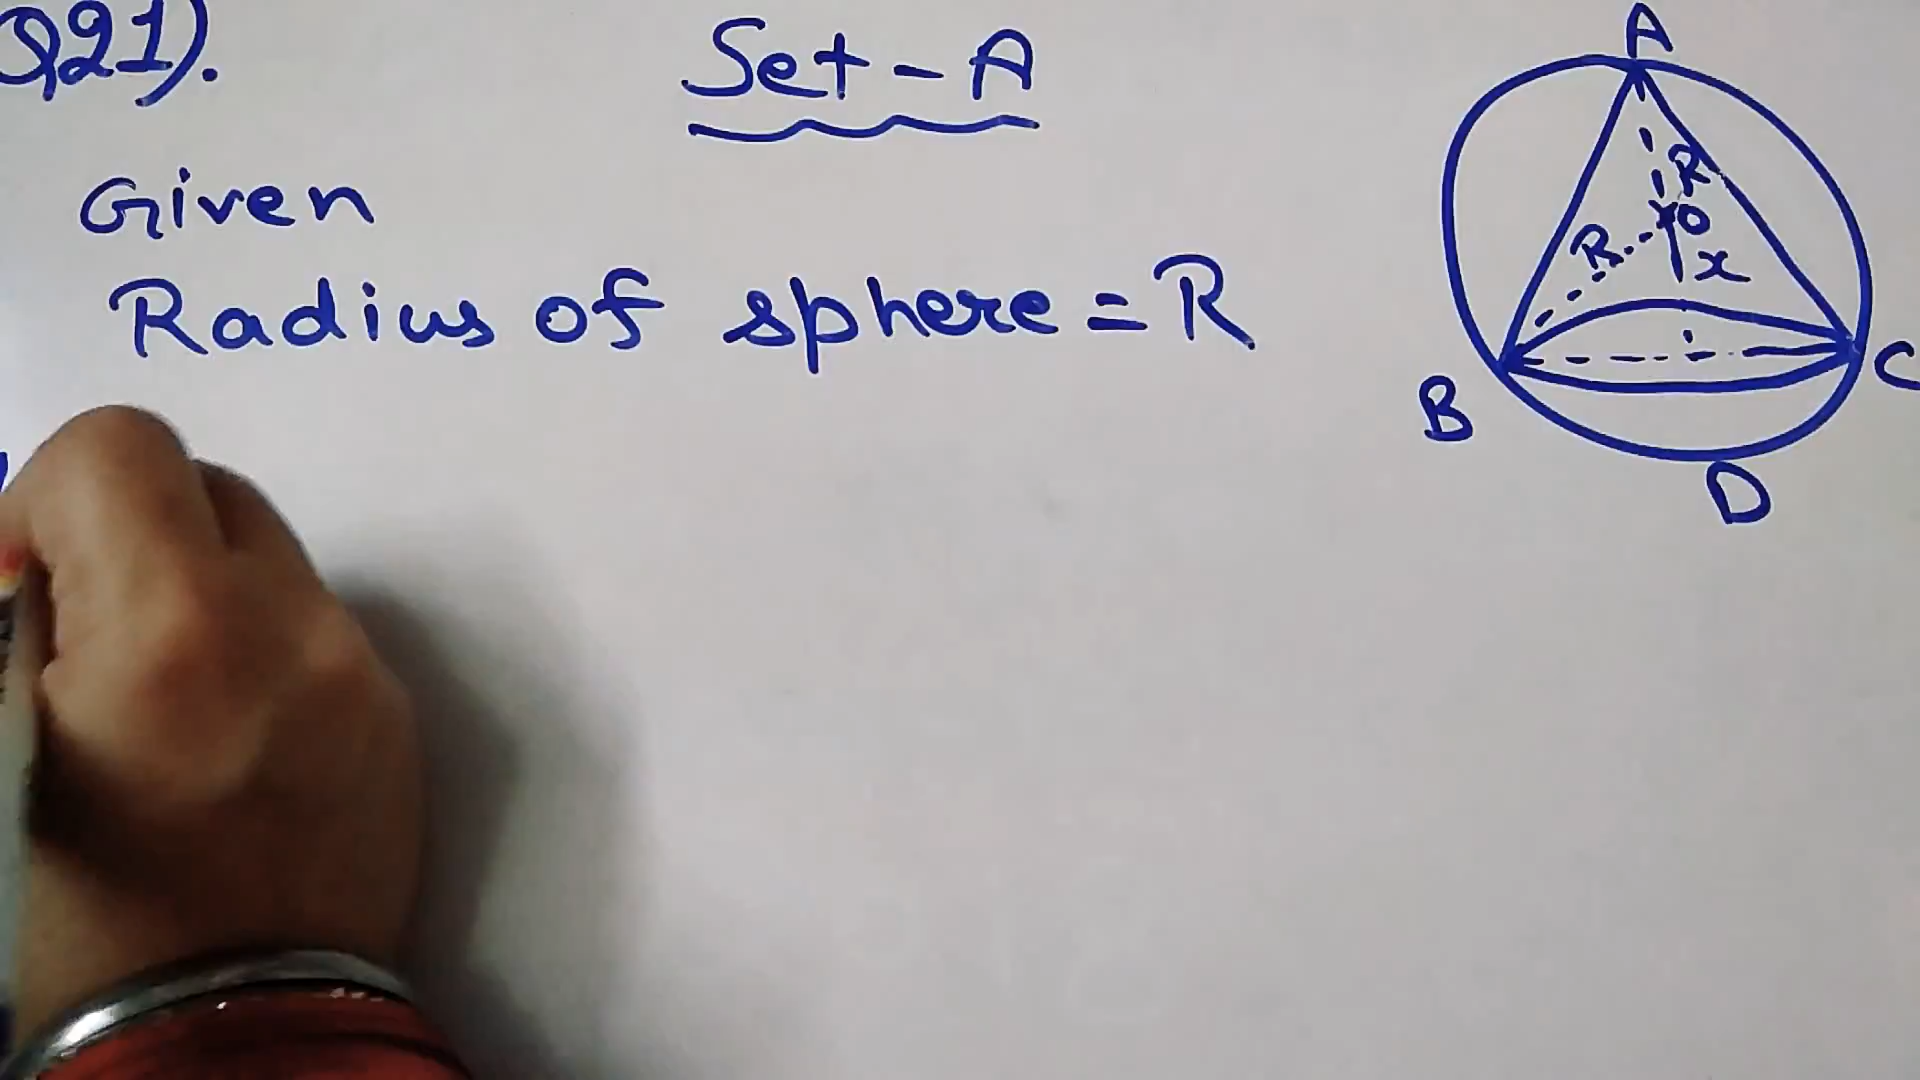 Q21).
Set - A
Given
Radius of sphere = R
A
R
O
R
x
B
C
D